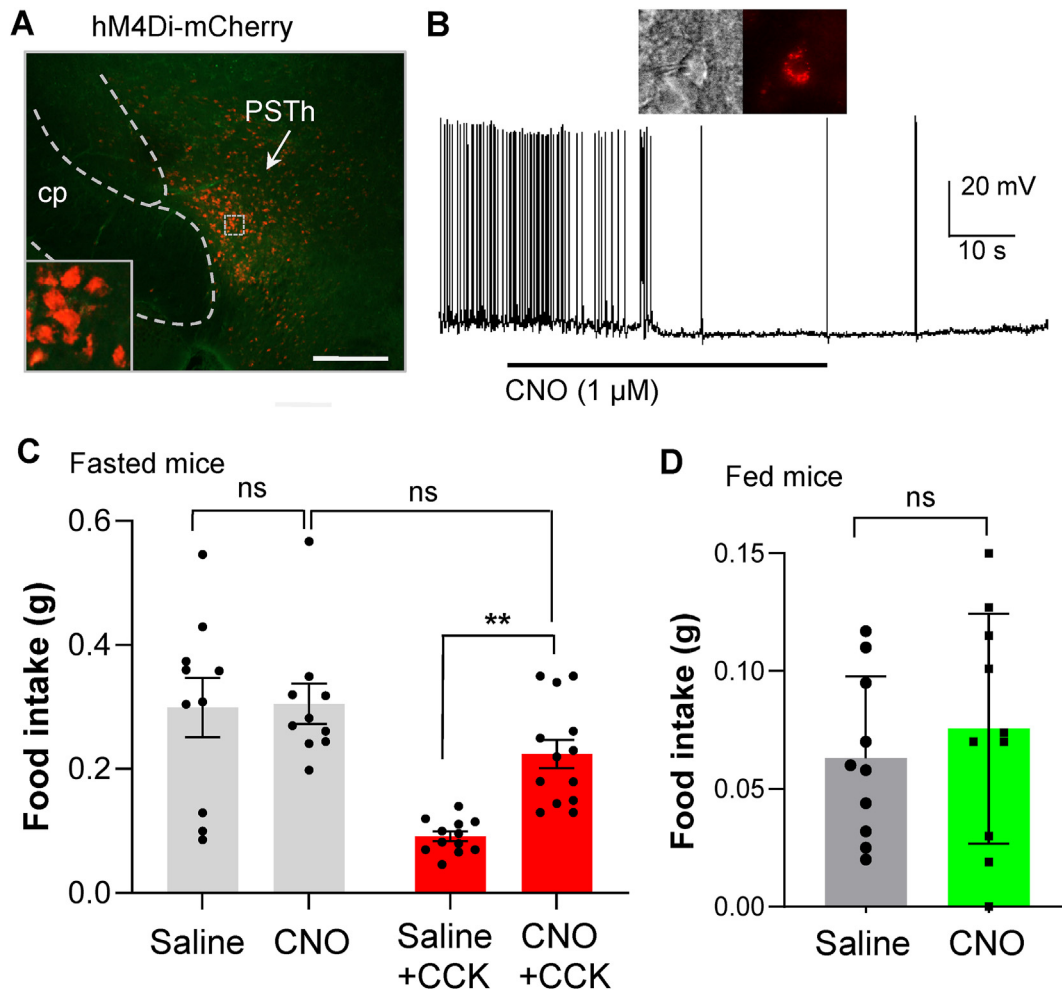 A
hM4Di-mCherry
PSTh
cp
B
20 mV
10 s
CNO (1 µM)
C
Fasted mice
ns
ns
**
Food intake (g)
0.6
0.4
0.2
0.0
Saline
CNO
Saline
+CCK
CNO
+CCK
D
Fed mice
ns
Food intake (g)
0.15
0.10
0.05
0.00
Saline
CNO